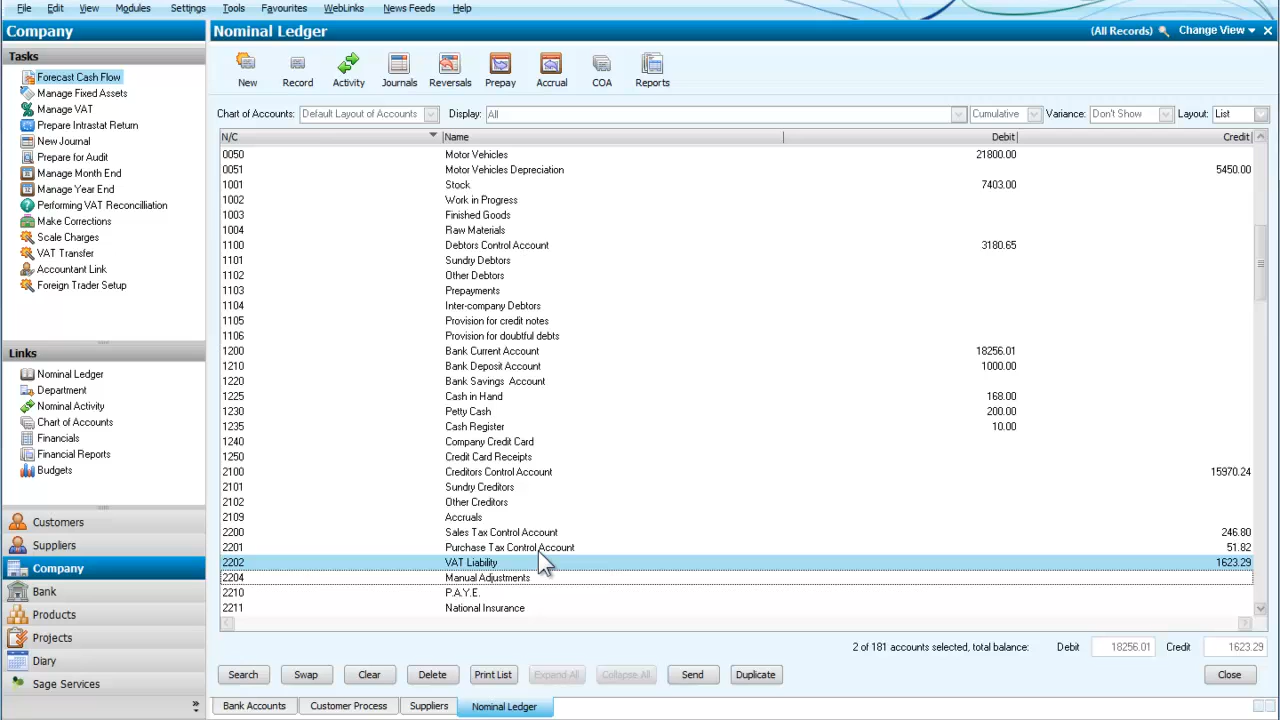 File Edit View Modules Settings Tools Favourites WebLinks News Feeds Help
Company
Tasks
Forecast Cash Flow
Manage Fixed Assets
Manage VAT
Prepare Intrastat Return
New Journal
Prepare for Audit
Manage Month End
Manage Year End
Performing VAT Reconcilliation
Make Corrections
Scale Charges
VAT Transfer
Accountant Link
Foreign Trader Setup
Links
Nominal Ledger
Department
Nominal Activity
Chart of Accounts
Financials
Financial Reports
Budgets
Customers
Suppliers
Company
Bank
Products
Projects
Diary
Sage Services
Nominal Ledger (All Records) Change View
New Record Activity Journals Reversals Prepay Accrual COA Reports
Chart of Accounts: Default Layout of Accounts Display: All Cumulative Variance: Don't Show Layout: List
N/C Name Debit Credit
0050 Motor Vehicles 21800.00
0051 Motor Vehicles Depreciation 5450.00
1001 Stock 7403.00
1002 Work in Progress
1003 Finished Goods
1004 Raw Materials
1100 Debtors Control Account 3180.65
1101 Sundry Debtors
1102 Other Debtors
1103 Prepayments
1104 Inter-company Debtors
1105 Provision for credit notes
1106 Provision for doubtful debts
1200 Bank Current Account 18256.01
1210 Bank Deposit Account 1000.00
1220 Bank Savings Account
1225 Cash in Hand 168.00
1230 Petty Cash 200.00
1235 Cash Register 10.00
1240 Company Credit Card
1250 Credit Card Receipts
2100 Creditors Control Account 15970.24
2101 Sundry Creditors
2102 Other Creditors
2109 Accruals
2200 Sales Tax Control Account 246.80
2201 Purchase Tax Control Account 51.82
2202 VAT Liability 1623.29
2204 Manual Adjustments
2210 P.A.Y.E.
2211 National Insurance
2 of 181 accounts selected, total balance: Debit 18256.01 Credit 1623.29
Search Swap Clear Delete Print List Expand All Collapse All Send Duplicate Close
Bank Accounts Customer Process Suppliers Nominal Ledger